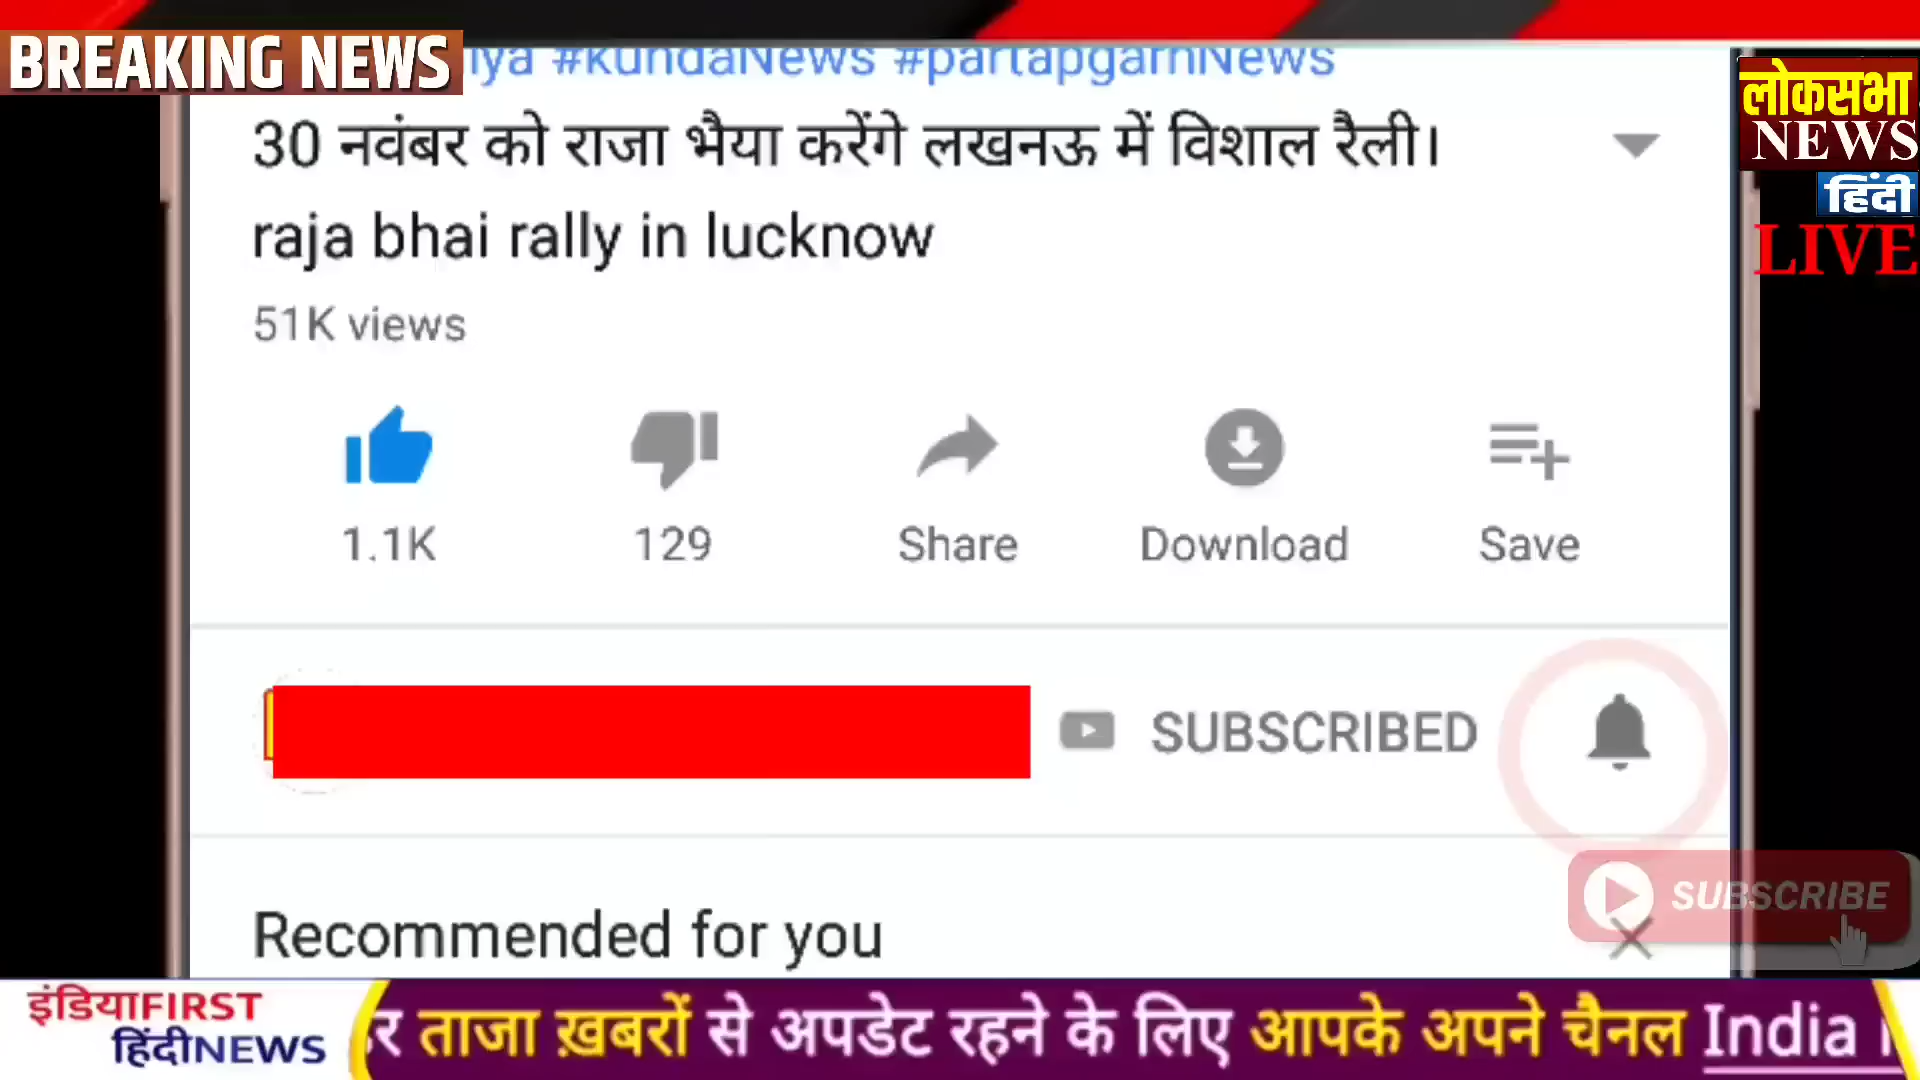 BREAKING NEWS
#kundaNews #partapgarhNews
30 नवंबर को राजा भैया करेंगे लखनऊ में विशाल रैली।
raja bhai rally in lucknow
51K views
1.1K 129 Share Download Save
SUBSCRIBED
Recommended for you
लोकसभा
NEWS
हिंदी
LIVE
SUBSCRIBE
इंडियाFIRST
हिंदीNEWS
ताजा ख़बरों से अपडेट रहने के लिए आपके अपने चैनल India